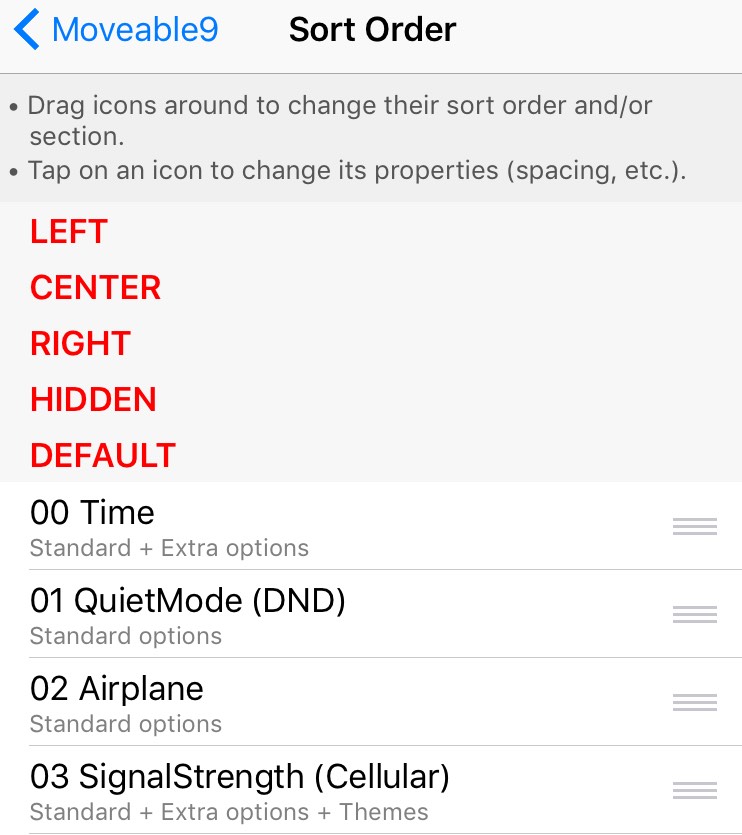 Moveable9 Sort Order
• Drag icons around to change their sort order and/or
section.
• Tap on an icon to change its properties (spacing, etc.).
LEFT
CENTER
RIGHT
HIDDEN
DEFAULT
00 Time
Standard + Extra options
01 QuietMode (DND)
Standard options
02 Airplane
Standard options
03 SignalStrength (Cellular)
Standard + Extra options + Themes